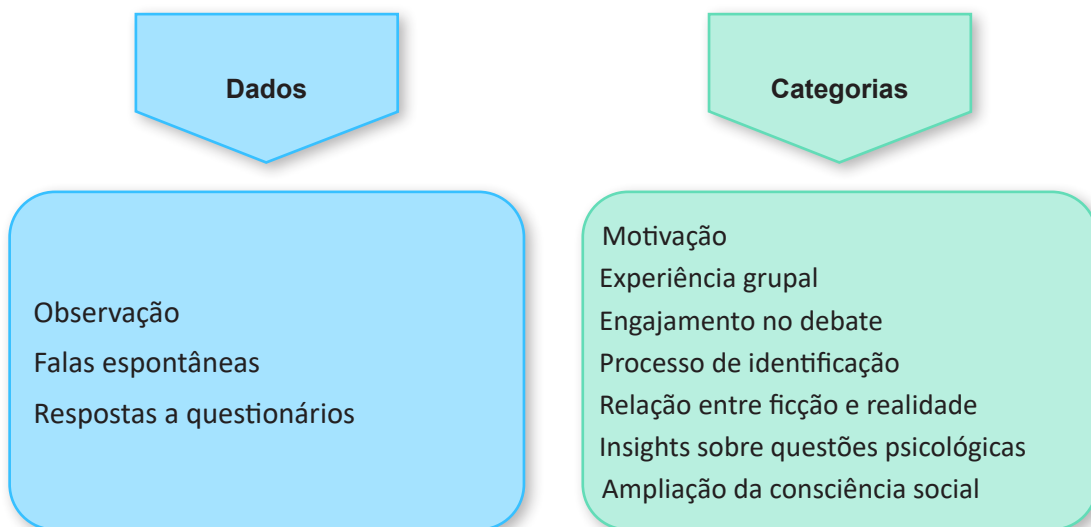 Dados
Observação
Falas espontâneas
Respostas a questionários
Categorias
Motivação
Experiência grupal
Engajamento no debate
Processo de identificação
Relação entre ficção e realidade
Insights sobre questões psicológicas
Ampliação da consciência social